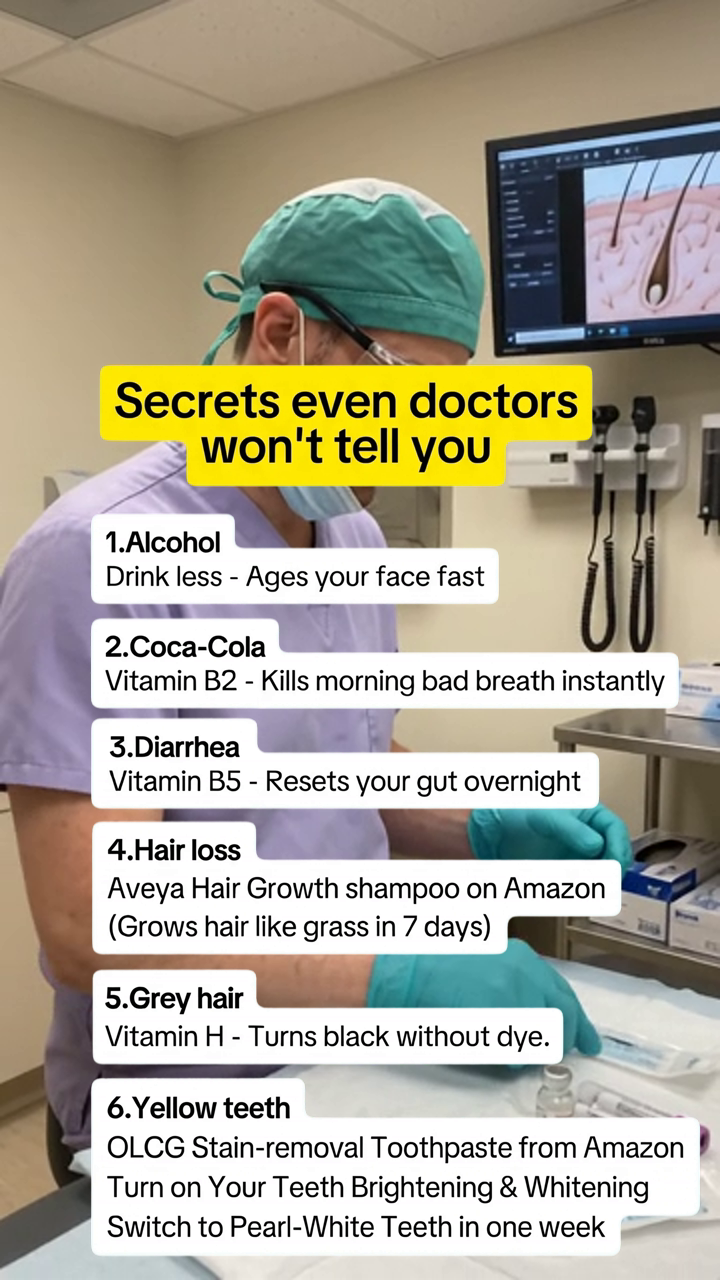 Secrets even doctors
won't tell you
1.Alcohol
Drink less - Ages your face fast
2.Coca-Cola
Vitamin B2 - Kills morning bad breath instantly
3.Diarrhea
Vitamin B5 - Resets your gut overnight
4.Hair loss
Aveya Hair Growth shampoo on Amazon
(Grows hair like grass in 7 days)
5.Grey hair
Vitamin H - Turns black without dye.
6.Yellow teeth
OLCG Stain-removal Toothpaste from Amazon
Turn on Your Teeth Brightening & Whitening
Switch to Pearl-White Teeth in one week